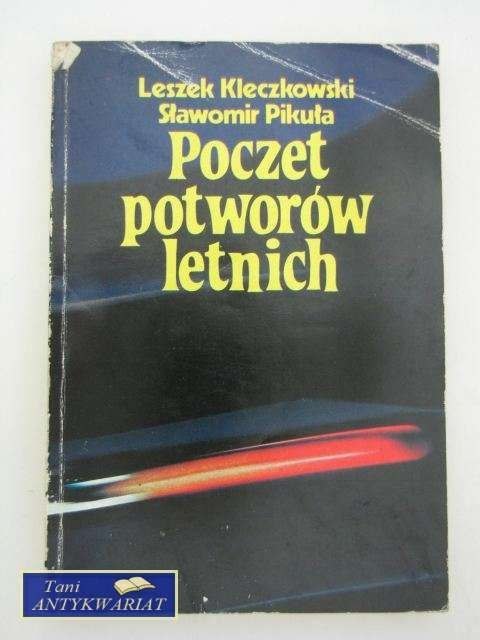 Leszek Kleczkowski
Sławomir Pikuła
Poczet
potworów
letnich
Tani
ANTYKWARIAT